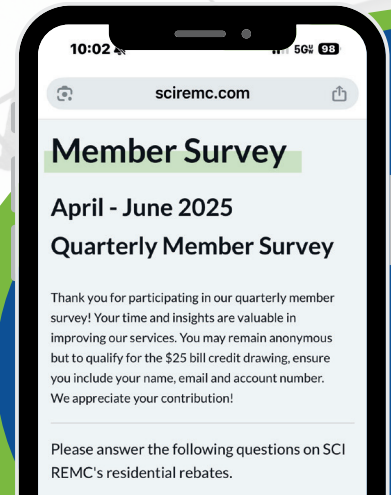 10:02 5G 98
sciremc.com
Member Survey
April - June 2025
Quarterly Member Survey
Thank you for participating in our quarterly member
survey! Your time and insights are valuable in
improving our services. You may remain anonymous
but to qualify for the $25 bill credit drawing, ensure
you include your name, email and account number.
We appreciate your contribution!
Please answer the following questions on SCI
REMC's residential rebates.